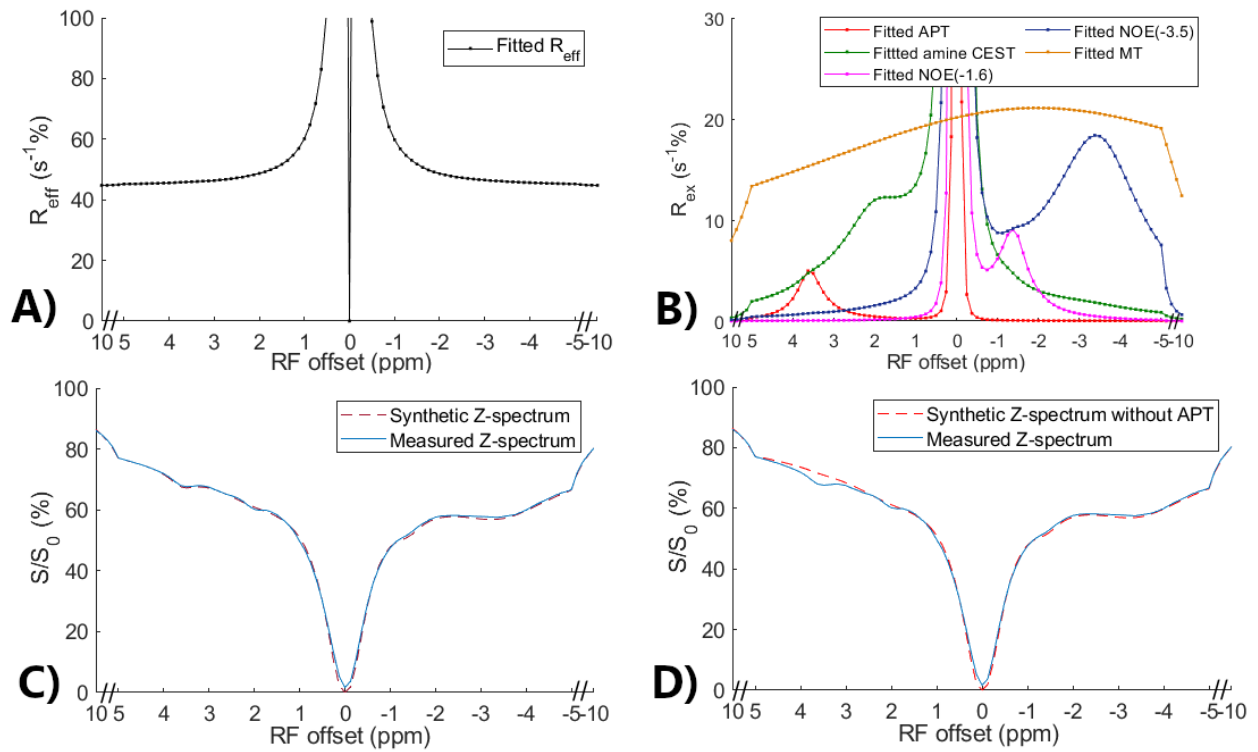 100
80
60
40
20
0
R_eff (s^-1%)
Fitted R_eff
A)
10 5 4 3 2 1 0 -1 -2 -3 -4 -5 -10
RF offset (ppm)
30
20
10
0
R_ex (s^-1%)
Fitted APT
Fittted amine CEST
Fitted NOE(-1.6)
Fitted NOE(-3.5)
Fitted MT
B)
10 5 4 3 2 1 0 -1 -2 -3 -4 -5 -10
RF offset (ppm)
100
80
60
40
20
0
S/S_0 (%)
Synthetic Z-spectrum
Measured Z-spectrum
C)
10 5 4 3 2 1 0 -1 -2 -3 -4 -5 -10
RF offset (ppm)
100
80
60
40
20
0
S/S_0 (%)
Synthetic Z-spectrum without APT
Measured Z-spectrum
D)
10 5 4 3 2 1 0 -1 -2 -3 -4 -5 -10
RF offset (ppm)